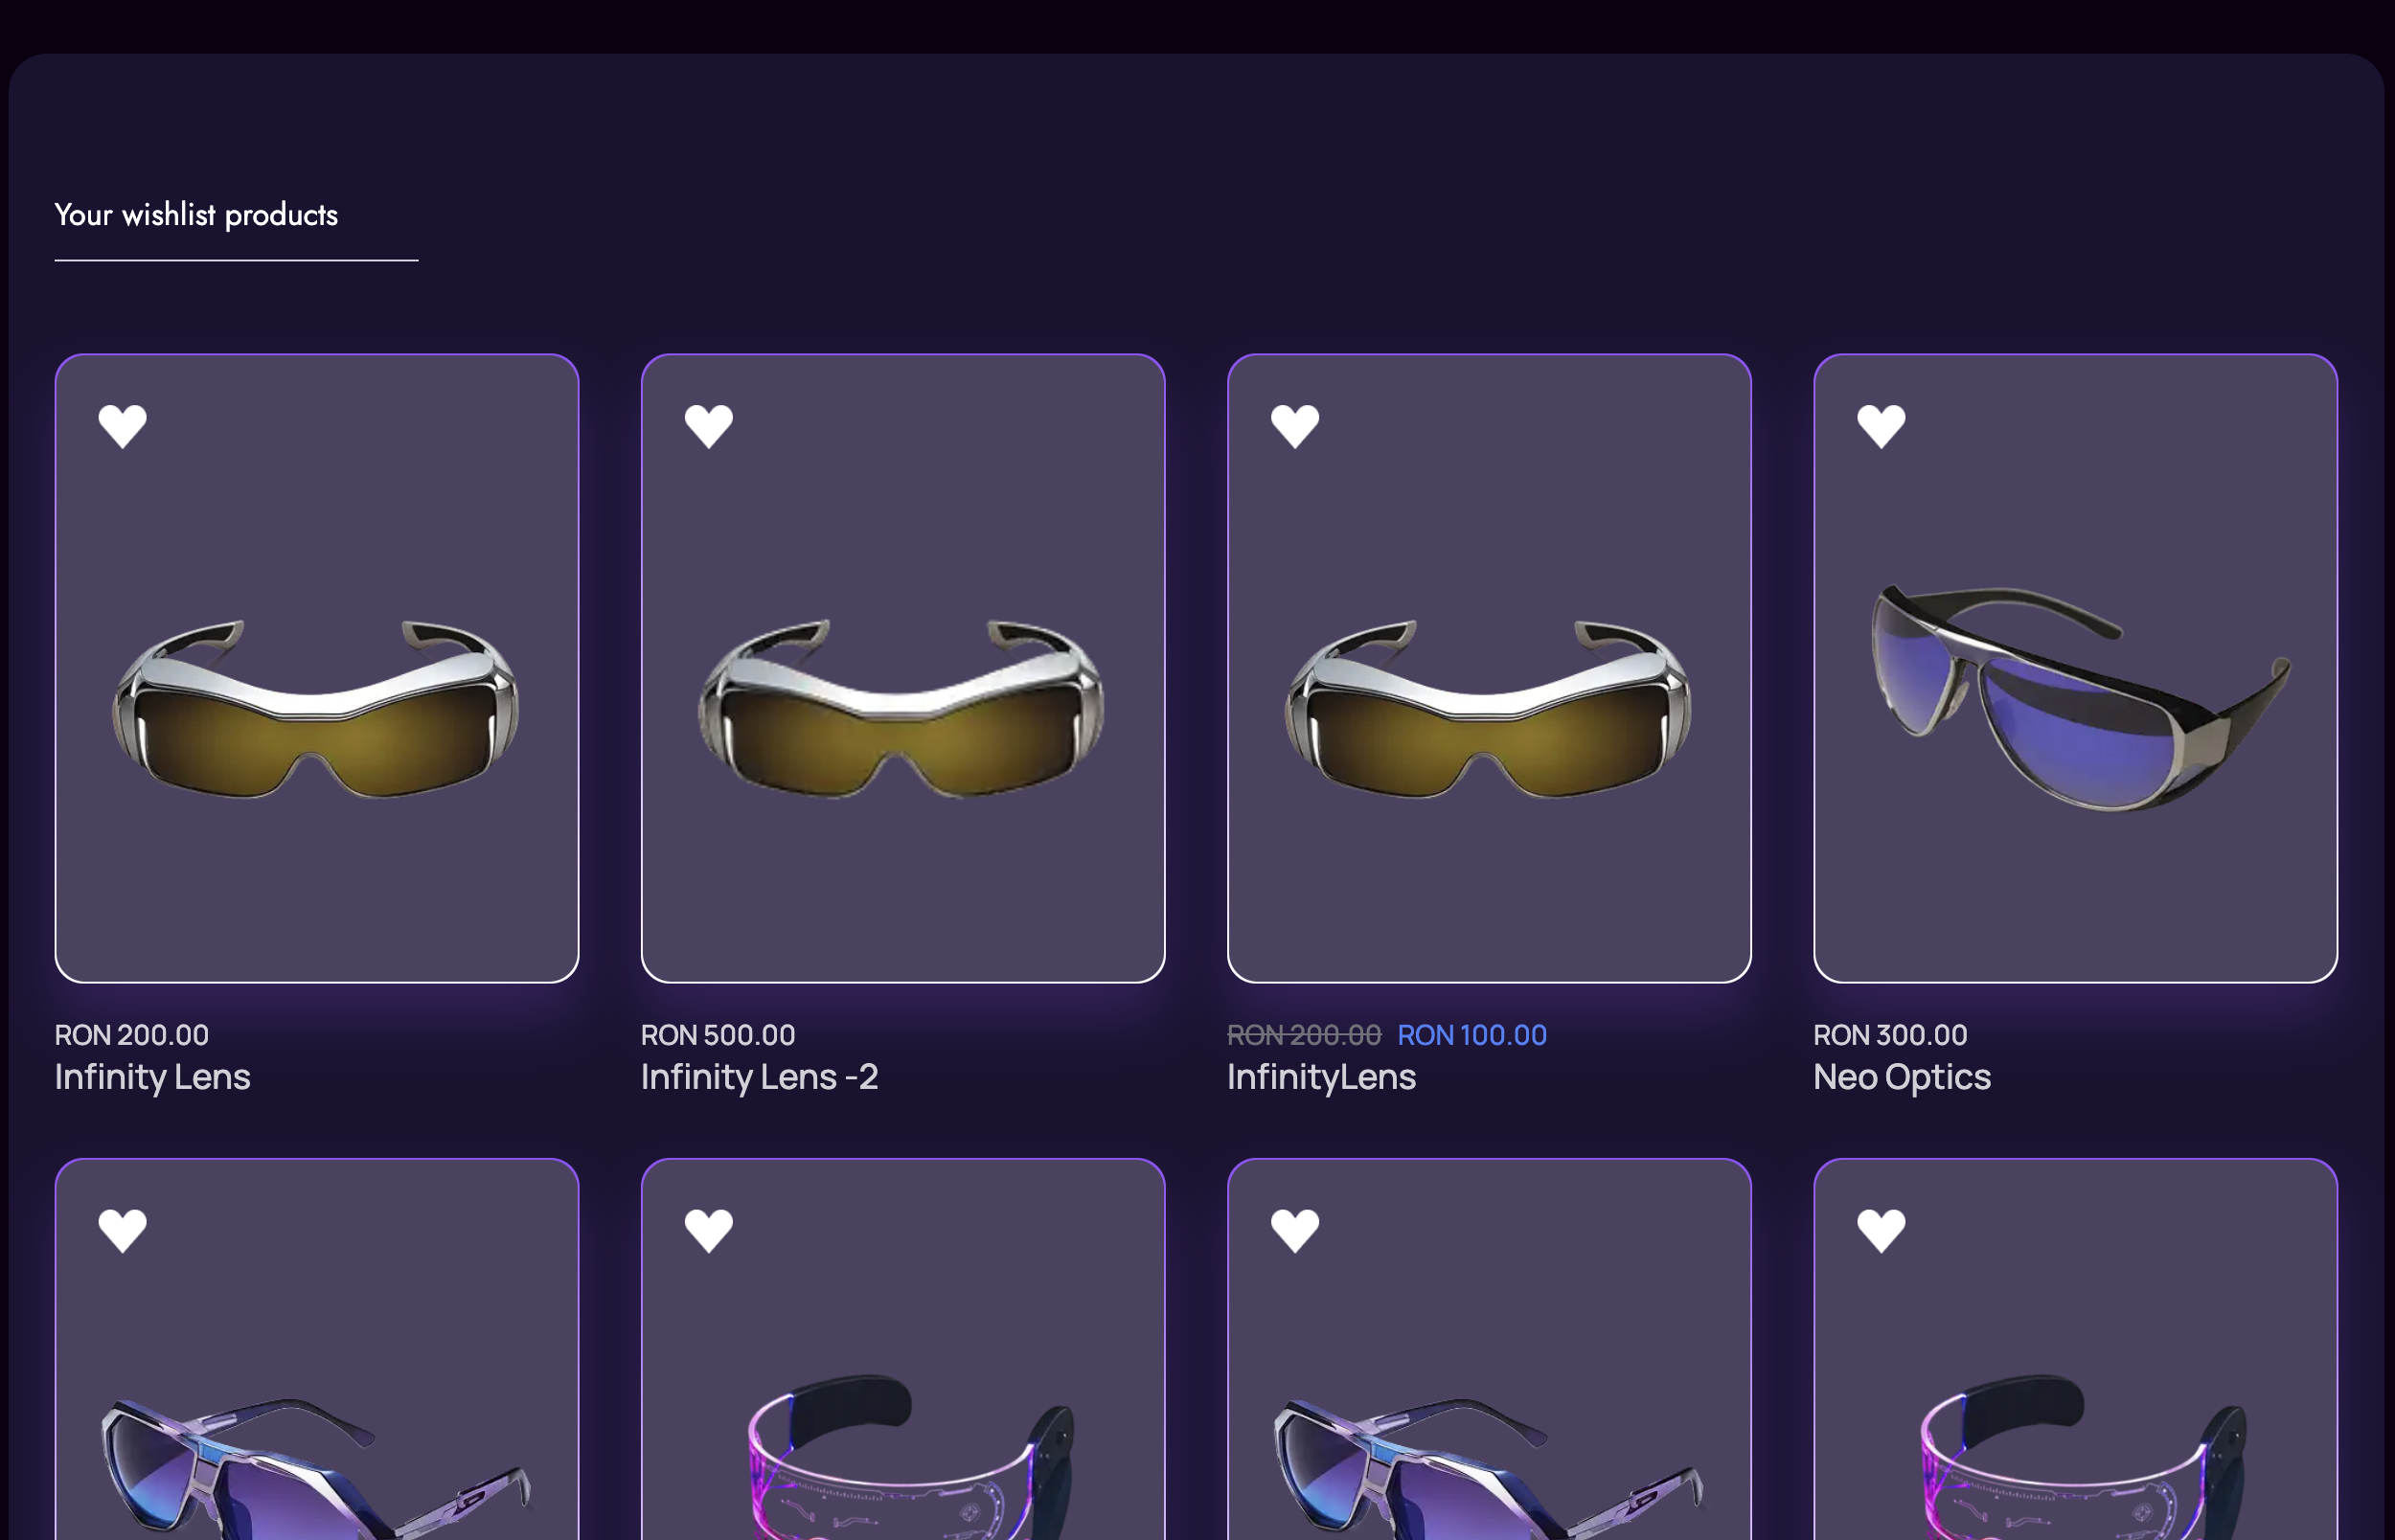 Your wishlist products
RON 200.00
Infinity Lens
RON 500.00
Infinity Lens -2
RON 200.00 RON 100.00
InfinityLens
RON 300.00
Neo Optics